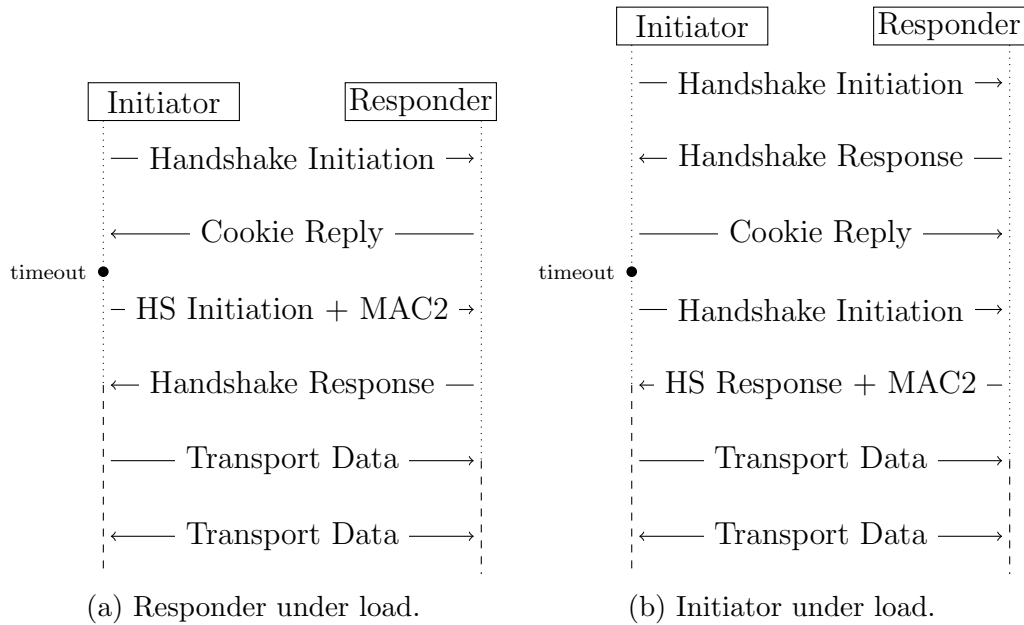 Initiator
Responder
Handshake Initiation
Cookie Reply
timeout
HS Initiation + MAC2
Handshake Response
Transport Data
Transport Data
(a) Responder under load.
Initiator
Responder
Handshake Initiation
Handshake Response
Cookie Reply
timeout
Handshake Initiation
HS Response + MAC2
Transport Data
Transport Data
(b) Initiator under load.